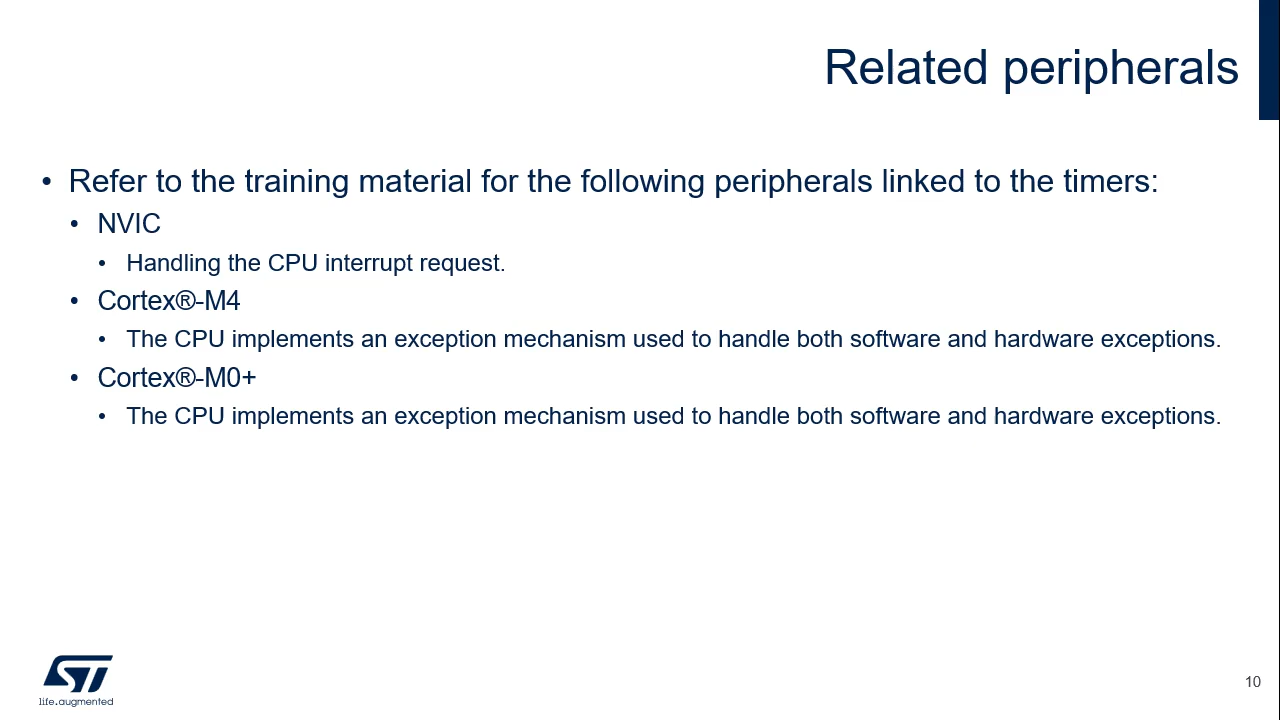 Related peripherals
• Refer to the training material for the following peripherals linked to the timers:
• NVIC
• Handling the CPU interrupt request.
• Cortex®-M4
• The CPU implements an exception mechanism used to handle both software and hardware exceptions.
• Cortex®-M0+
• The CPU implements an exception mechanism used to handle both software and hardware exceptions.
ST
life.augmented
10